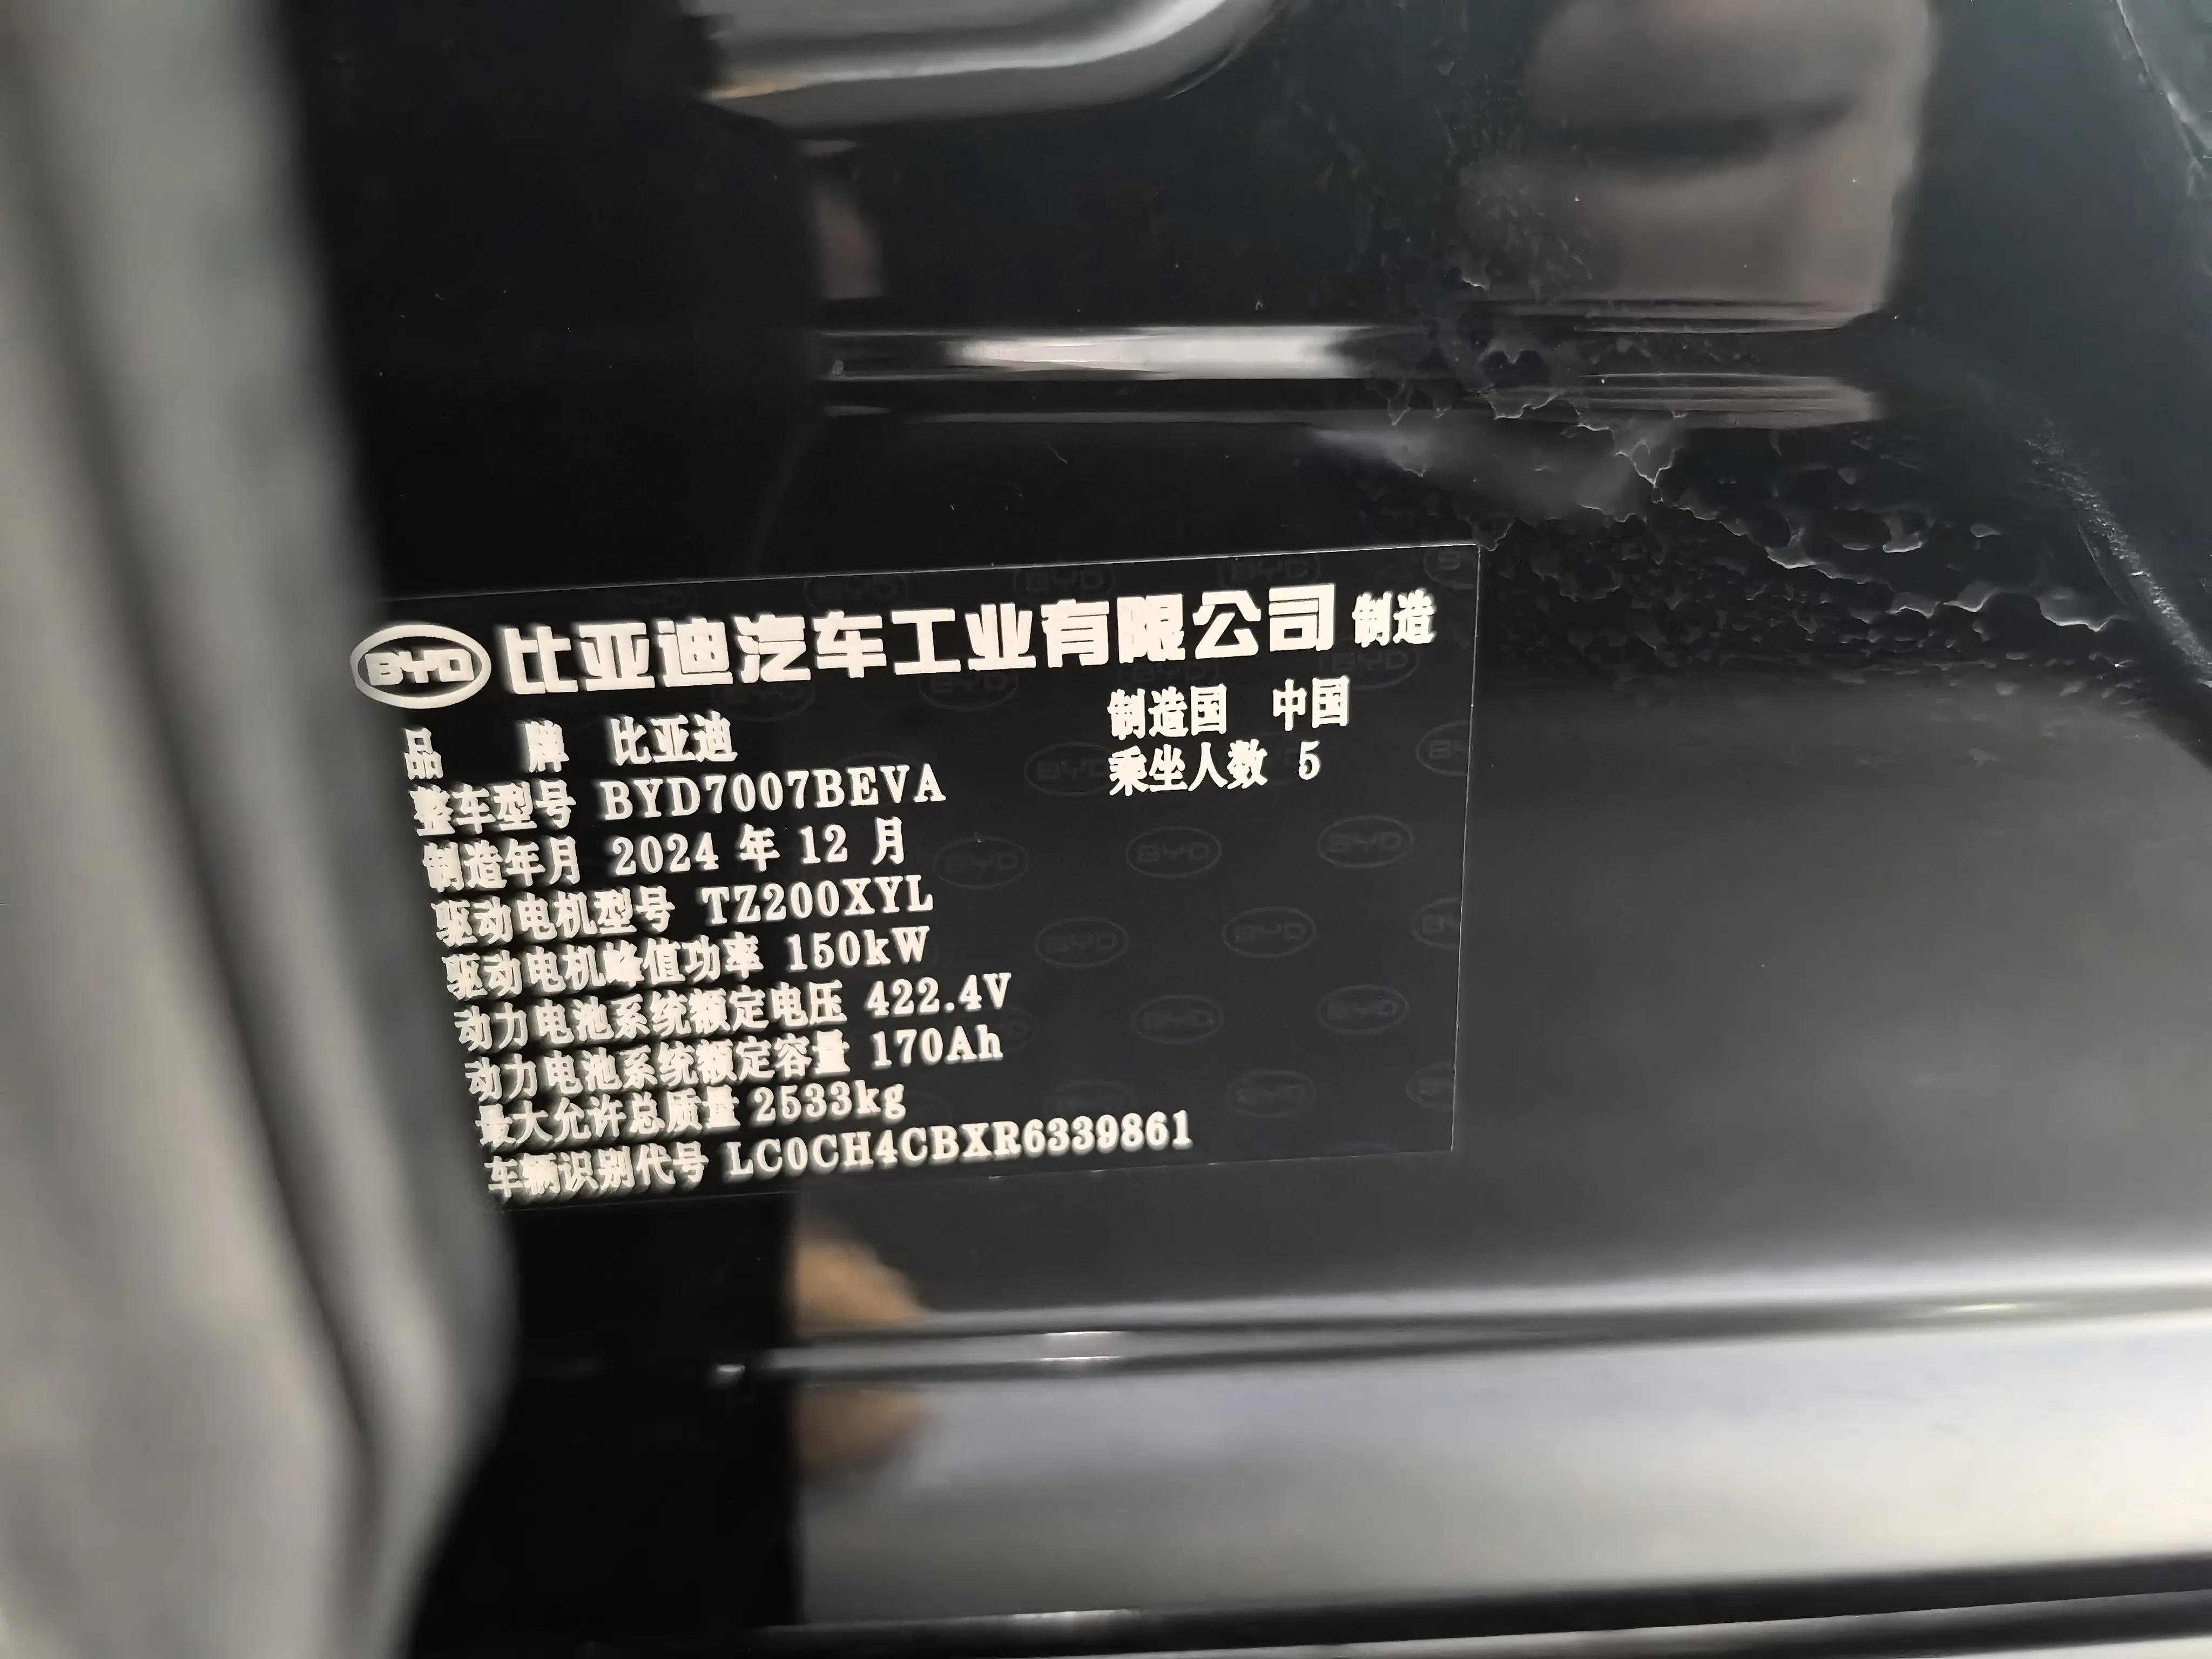 BYD 比亚迪汽车工业有限公司 制造
品 牌 比亚迪 制造国 中国
整车型号 BYD7007BEVA 乘坐人数 5
制造年月 2024 年 12 月
驱动电机型号 TZ200XYL
驱动电机峰值功率 150kW
动力电池系统额定电压 422.4V
动力电池系统额定容量 170Ah
最大允许总质量 2533kg
车辆识别代号 LC0CH4CBXR6339861